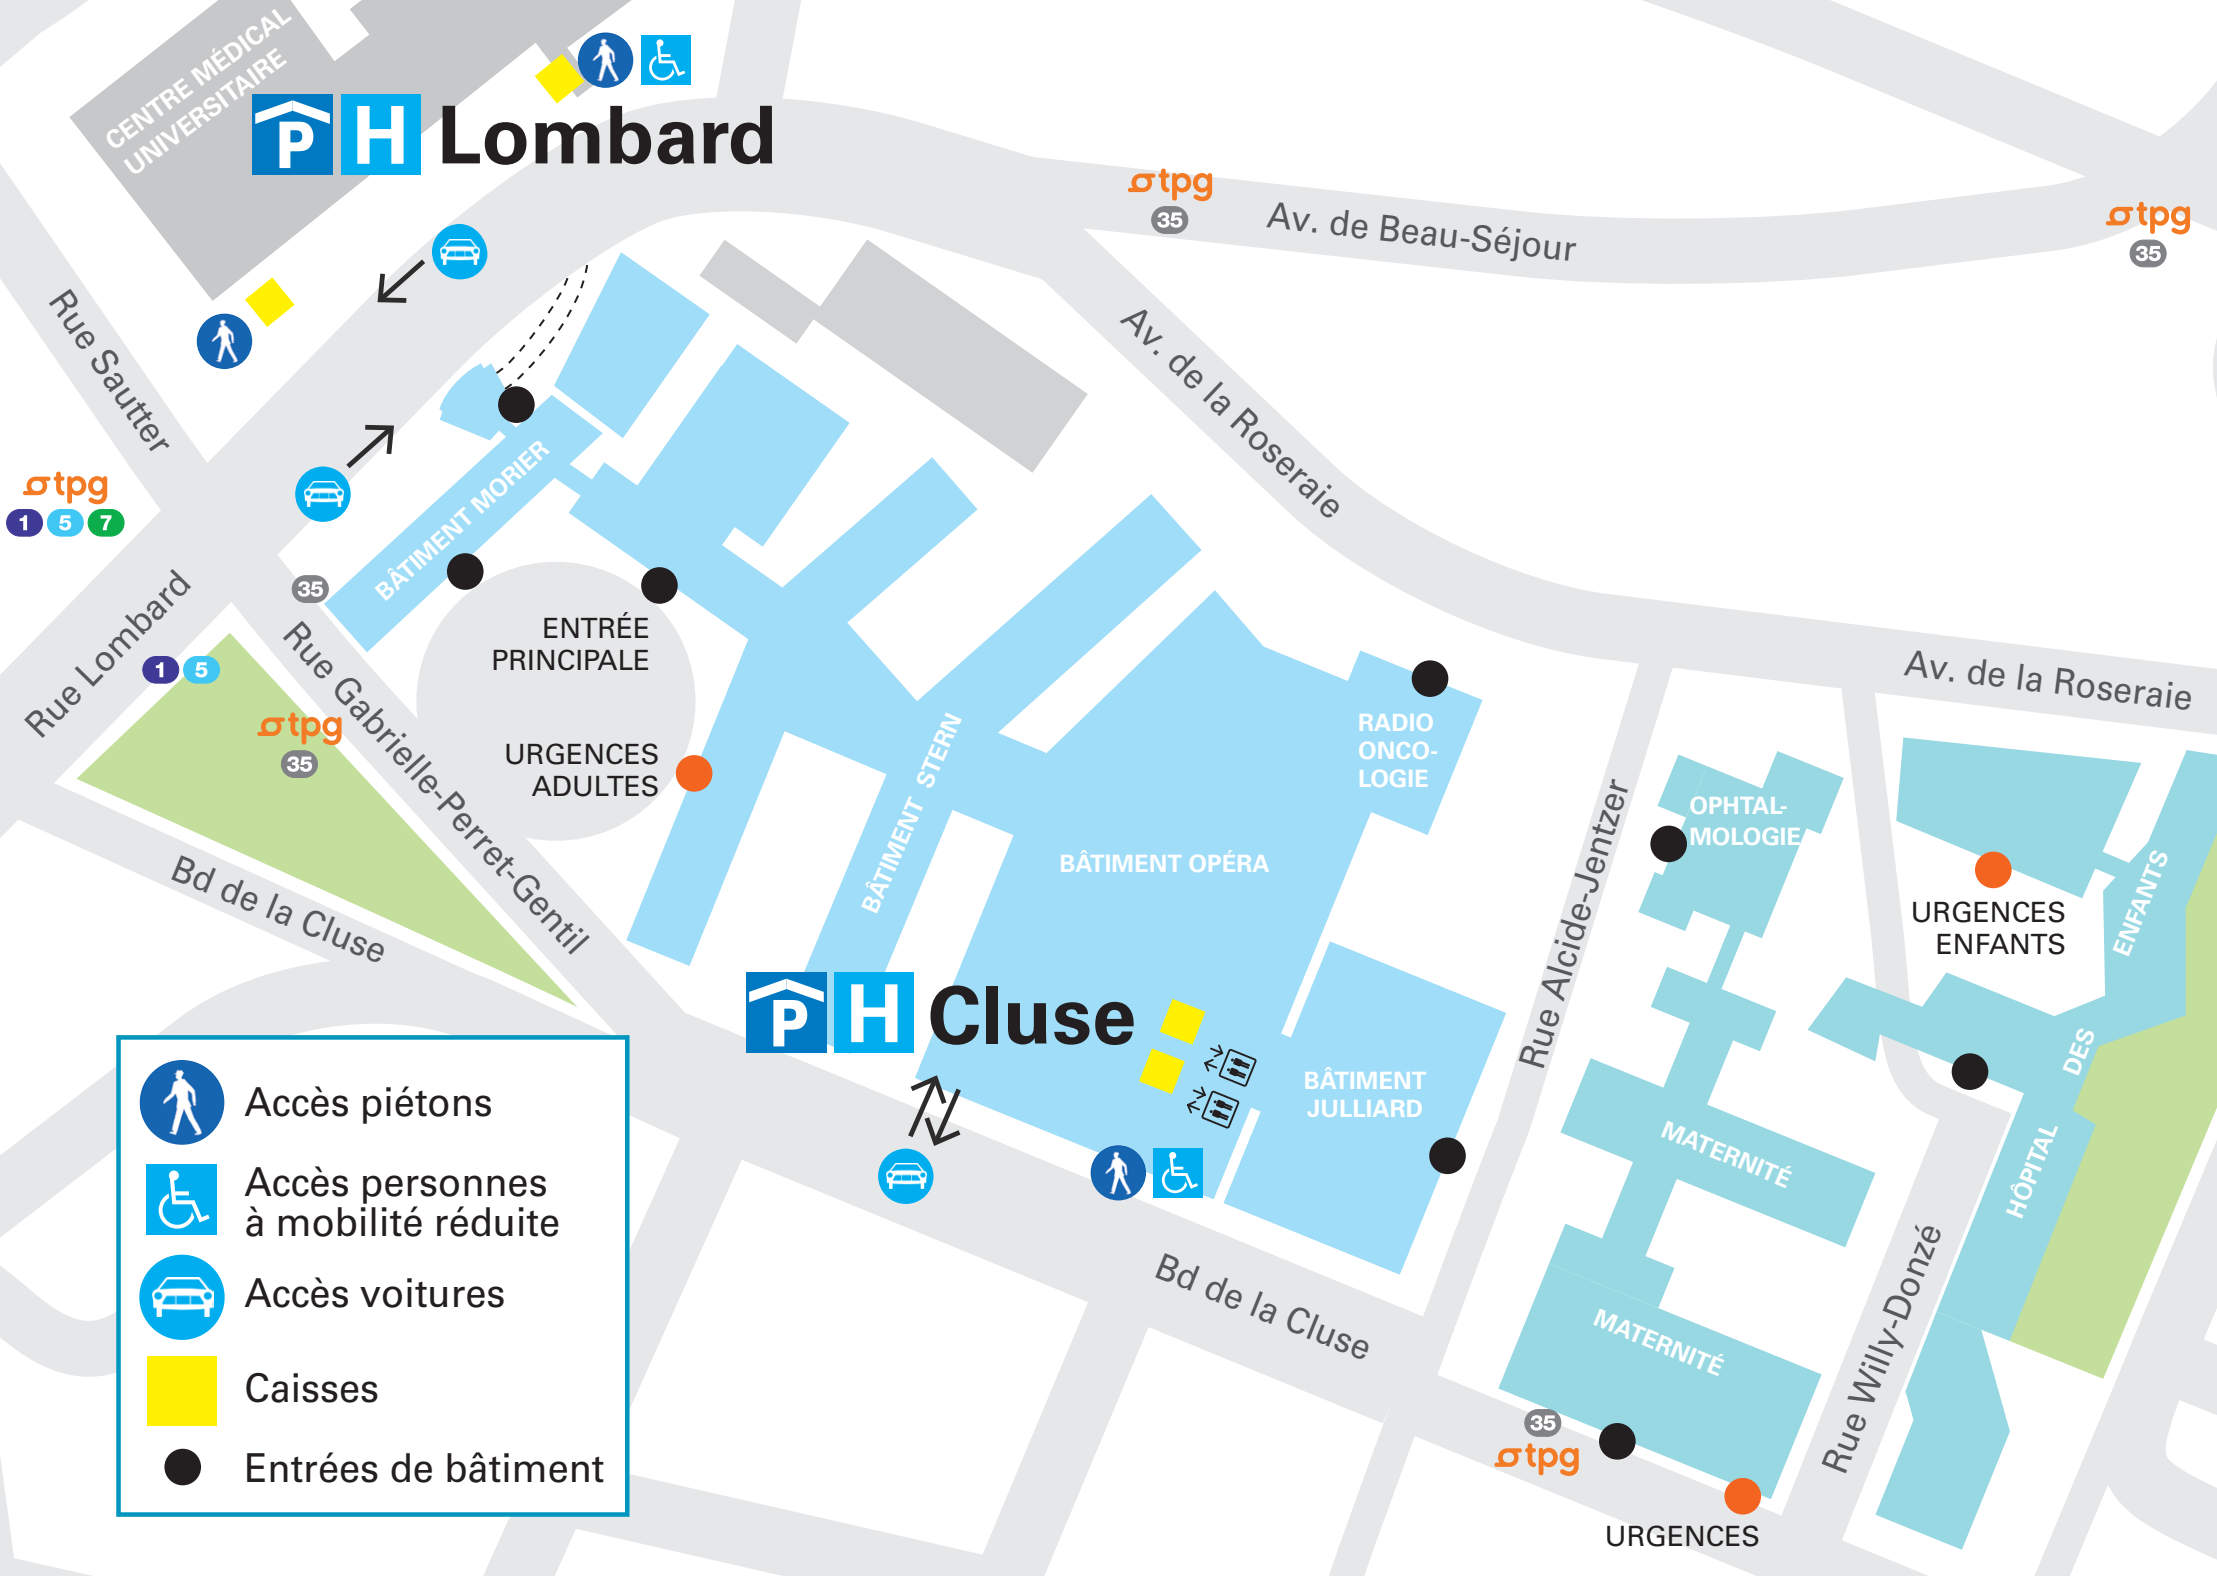 CENTRE MÉDICAL
UNIVERSITAIRE
P H Lombard
tpg
35
Av. de Beau-Séjour
tpg
35
Rue Sautter
Av. de la Roseraie
tpg
1 5 7
BÂTIMENT MORIER
35
ENTRÉE
PRINCIPALE
Rue Lombard
1 5
Rue Gabrielle-Perret-Gentil
tpg
35
URGENCES
ADULTES
BÂTIMENT STERN
RADIO
ONCO-
LOGIE
Av. de la Roseraie
BÂTIMENT OPÉRA
OPHTAL-
MOLOGIE
Rue Alcide-Jentzer
URGENCES
ENFANTS
HÔPITAL DES ENFANTS
Bd de la Cluse
P H Cluse
BÂTIMENT
JULLIARD
MATERNITÉ
Bd de la Cluse
MATERNITÉ
Rue Willy-Donzé
35
tpg
URGENCES
Accès piétons
Accès personnes
à mobilité réduite
Accès voitures
Caisses
Entrées de bâtiment